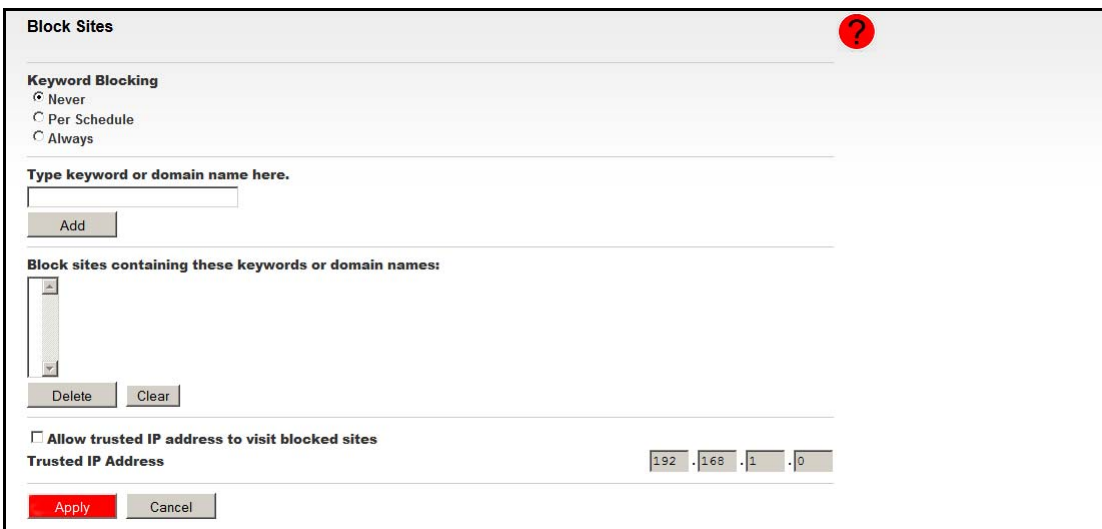 Block Sites
?
Keyword Blocking
Never
Per Schedule
Always
Type keyword or domain name here.
Add
Block sites containing these keywords or domain names:
Delete Clear
Allow trusted IP address to visit blocked sites
Trusted IP Address 192 . 168 . 1 . 0
Apply Cancel